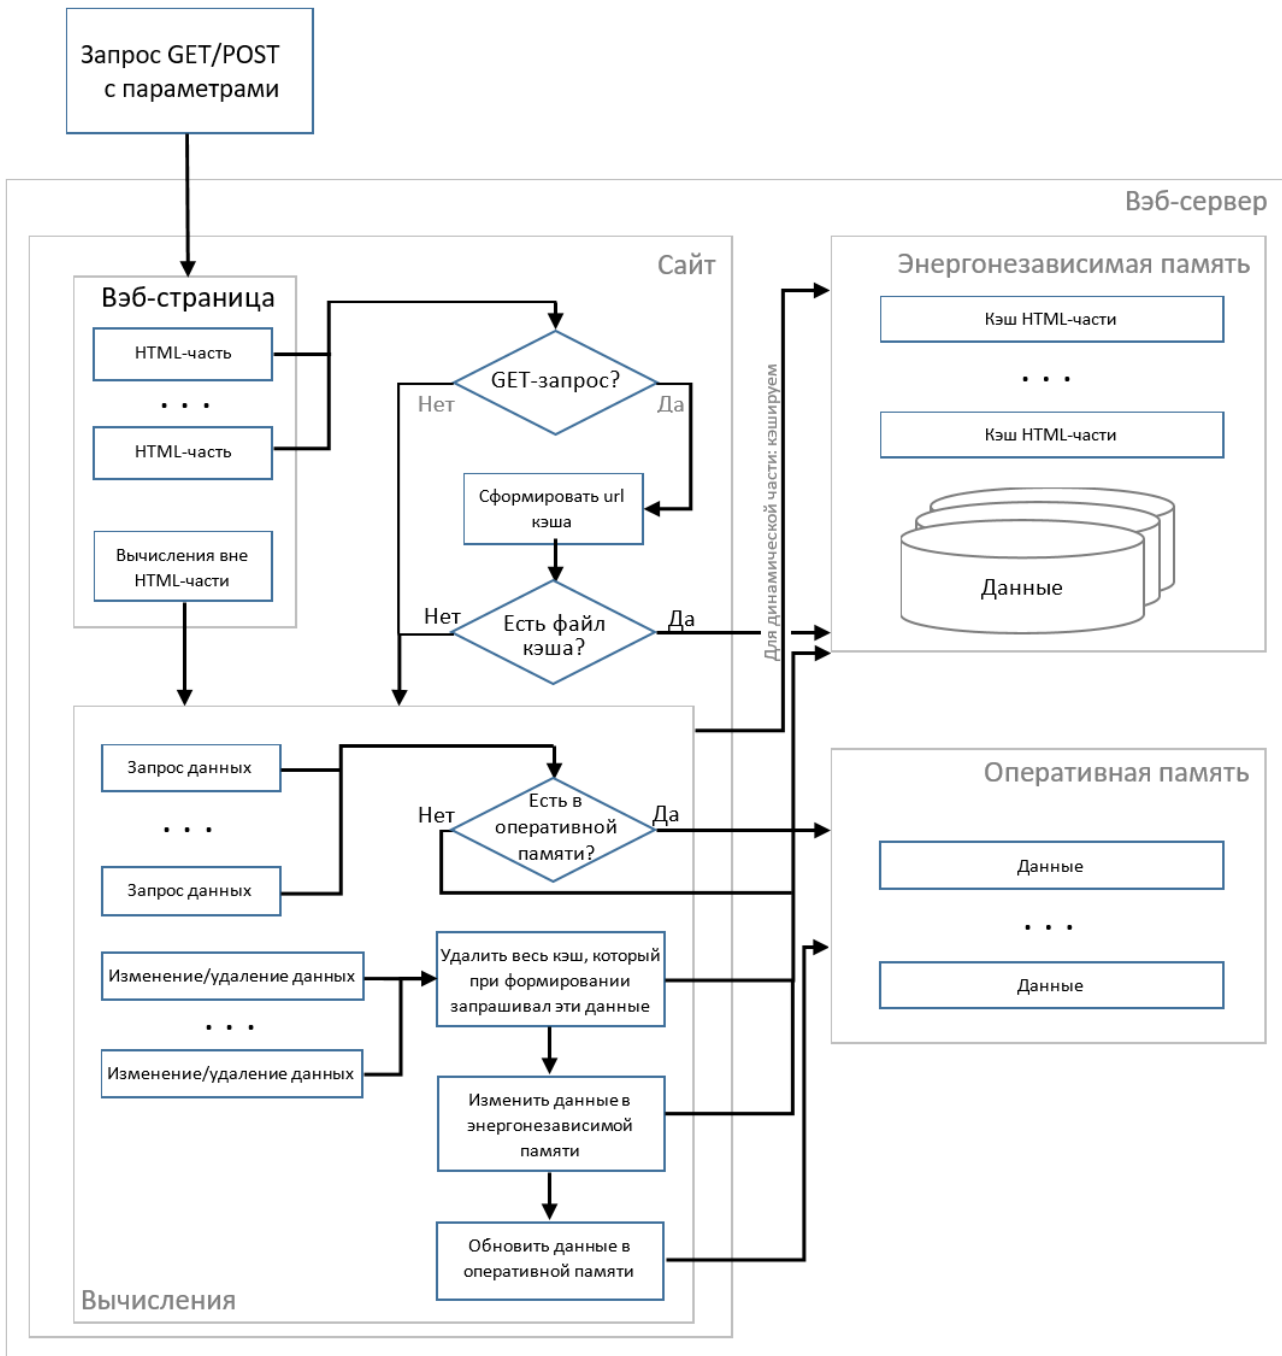 Запрос GET/POST
с параметрами
Вэб-сервер
Сайт
Энергонезависимая память
Вэб-страница
HTML-часть
. . .
HTML-часть
Вычисления вне
HTML-части
GET-запрос?
Нет
Да
Сформировать url
кэша
Нет
Есть файл
кэша?
Да
Для динамической части: кэшируем
Кэш HTML-части
. . .
Кэш HTML-части
Данные
Запрос данных
. . .
Запрос данных
Нет
Есть в
оперативной
памяти?
Да
Оперативная память
Данные
. . .
Данные
Изменение/удаление данных
. . .
Изменение/удаление данных
Удалить весь кэш, который
при формировании
запрашивал эти данные
Изменить данные в
энергонезависимой
памяти
Обновить данные в
оперативной памяти
Вычисления